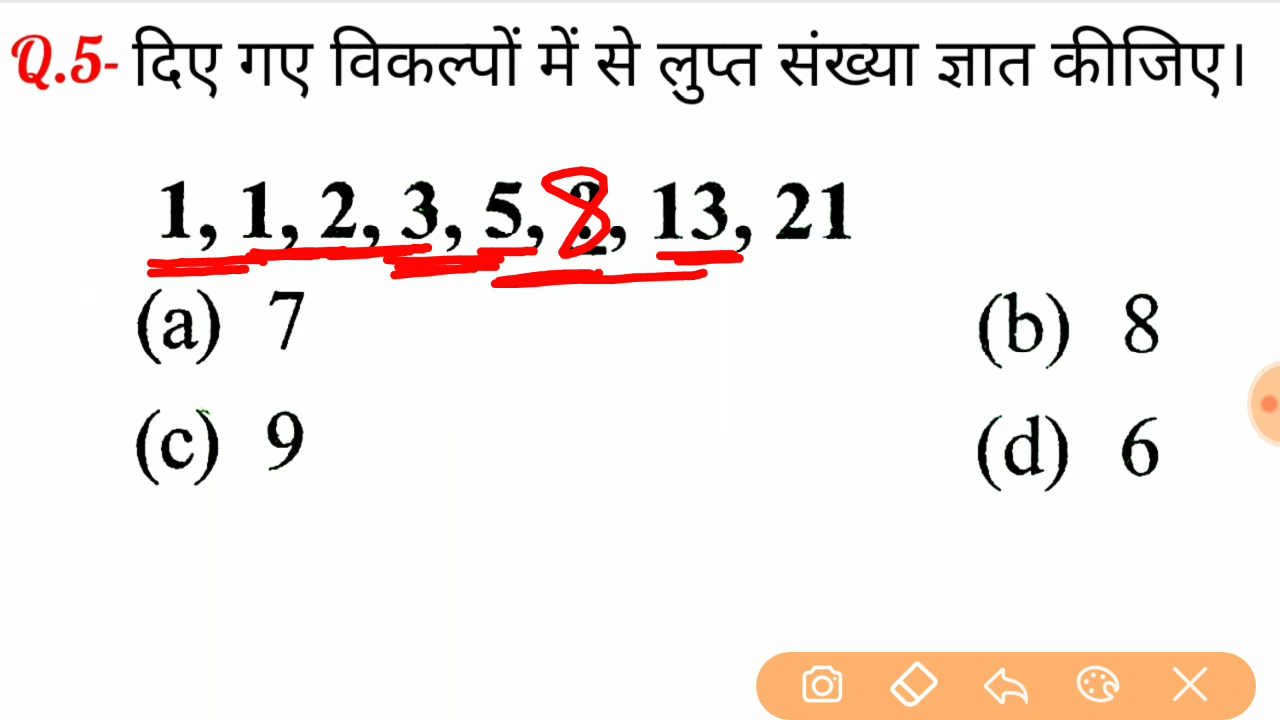 Q.5- दिए गए विकल्पों में से लुप्त संख्या ज्ञात कीजिए।
1, 1, 2, 3, 5, 8, 13, 21
(a) 7 (b) 8
(c) 9 (d) 6